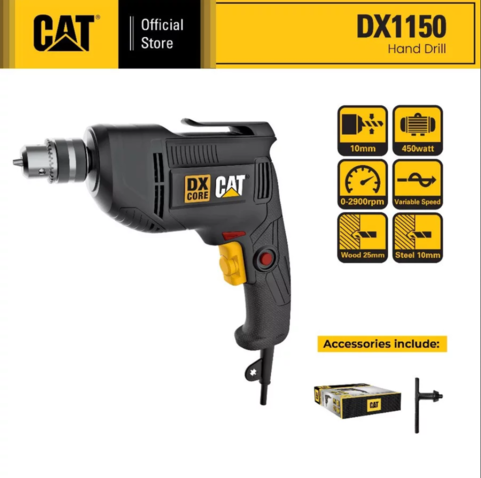 CAT
Official
Store
DX1150
Hand Drill
10mm
450watt
DX
CORE
CAT
0-2900rpm
Variable Speed
Wood 25mm
Steel 10mm
Accessories include:
CAT